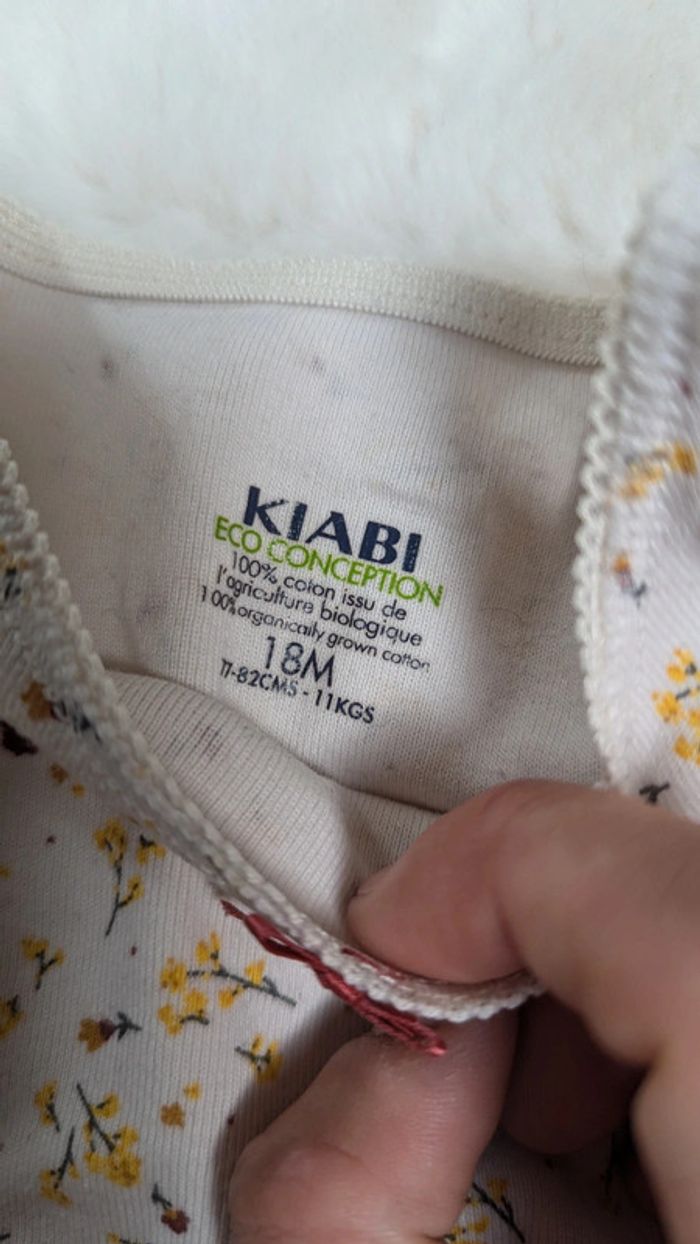 KIABI
ECO CONCEPTION
100% coton issu de
l'agriculture biologique
100% organically grown cotton
18M
77-82CMS - 11KGS